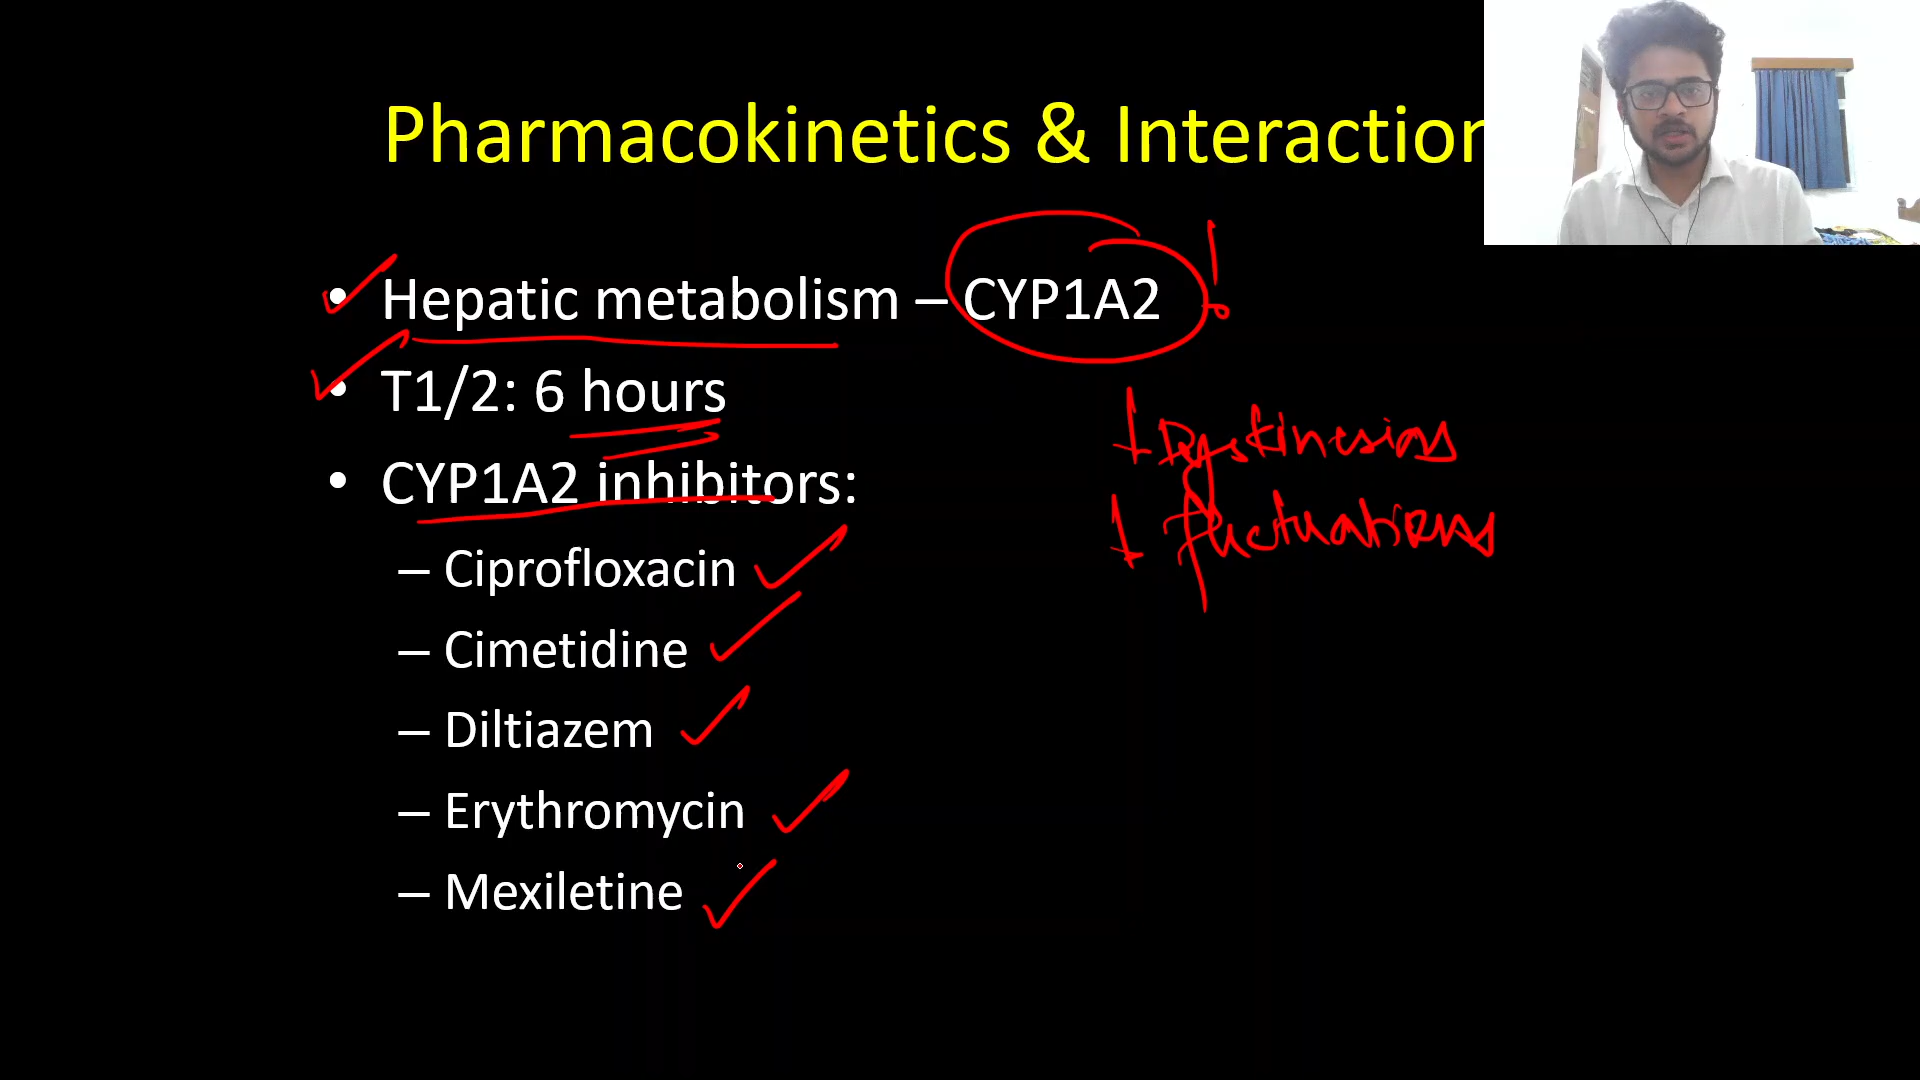 Pharmacokinetics & Interaction
Hepatic metabolism – CYP1A2 !
T1/2: 6 hours
CYP1A2 inhibitors:
– Ciprofloxacin
– Cimetidine
– Diltiazem
– Erythromycin
– Mexiletine
↓ Dyskinesias
↓ fluctuations